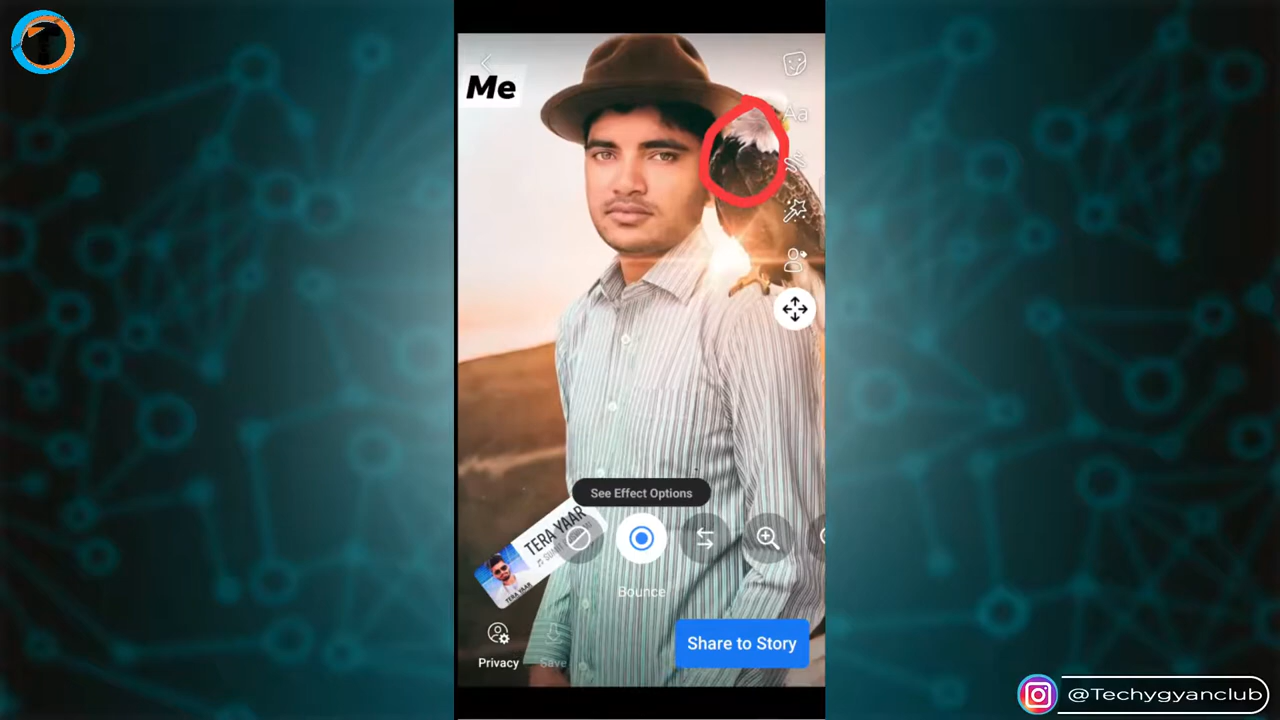 Me
Aa
See Effect Options
TERA YAAR
TERA YAAR
Bounce
Privacy
Save
Share to Story
@Techygyanclub